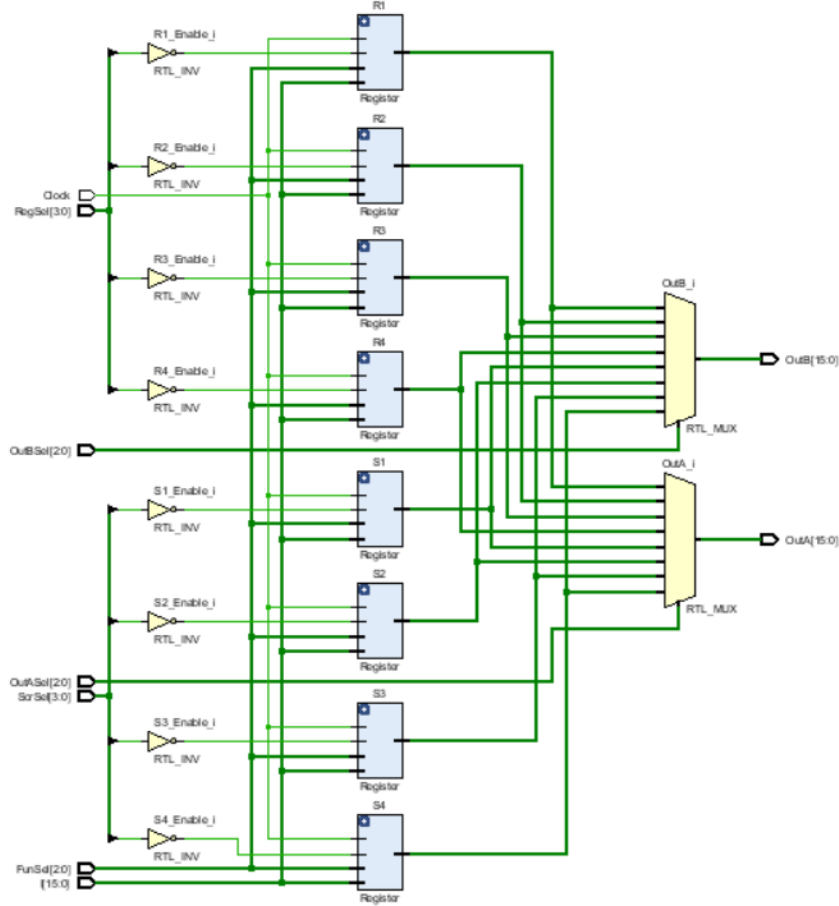 R1
R1_Enable_i
RTL_INV
Register
R2
R2_Enable_i
RTL_INV
Clock
RegSel[3:0]
Register
R3
R3_Enable_i
RTL_INV
OutB_i
Register
R4
OutB[15:0]
R4_Enable_i
RTL_INV
RTL_MUX
Register
OutBSel[2:0]
S1
OutA_i
S1_Enable_i
RTL_INV
OutA[15:0]
Register
S2
S2_Enable_i
RTL_MUX
RTL_INV
Register
OutASel[2:0]
ScrSel[3:0]
S3
S3_Enable_i
RTL_INV
Register
S4
S4_Enable_i
RTL_INV
FunSel[2:0]
I[15:0]
Register